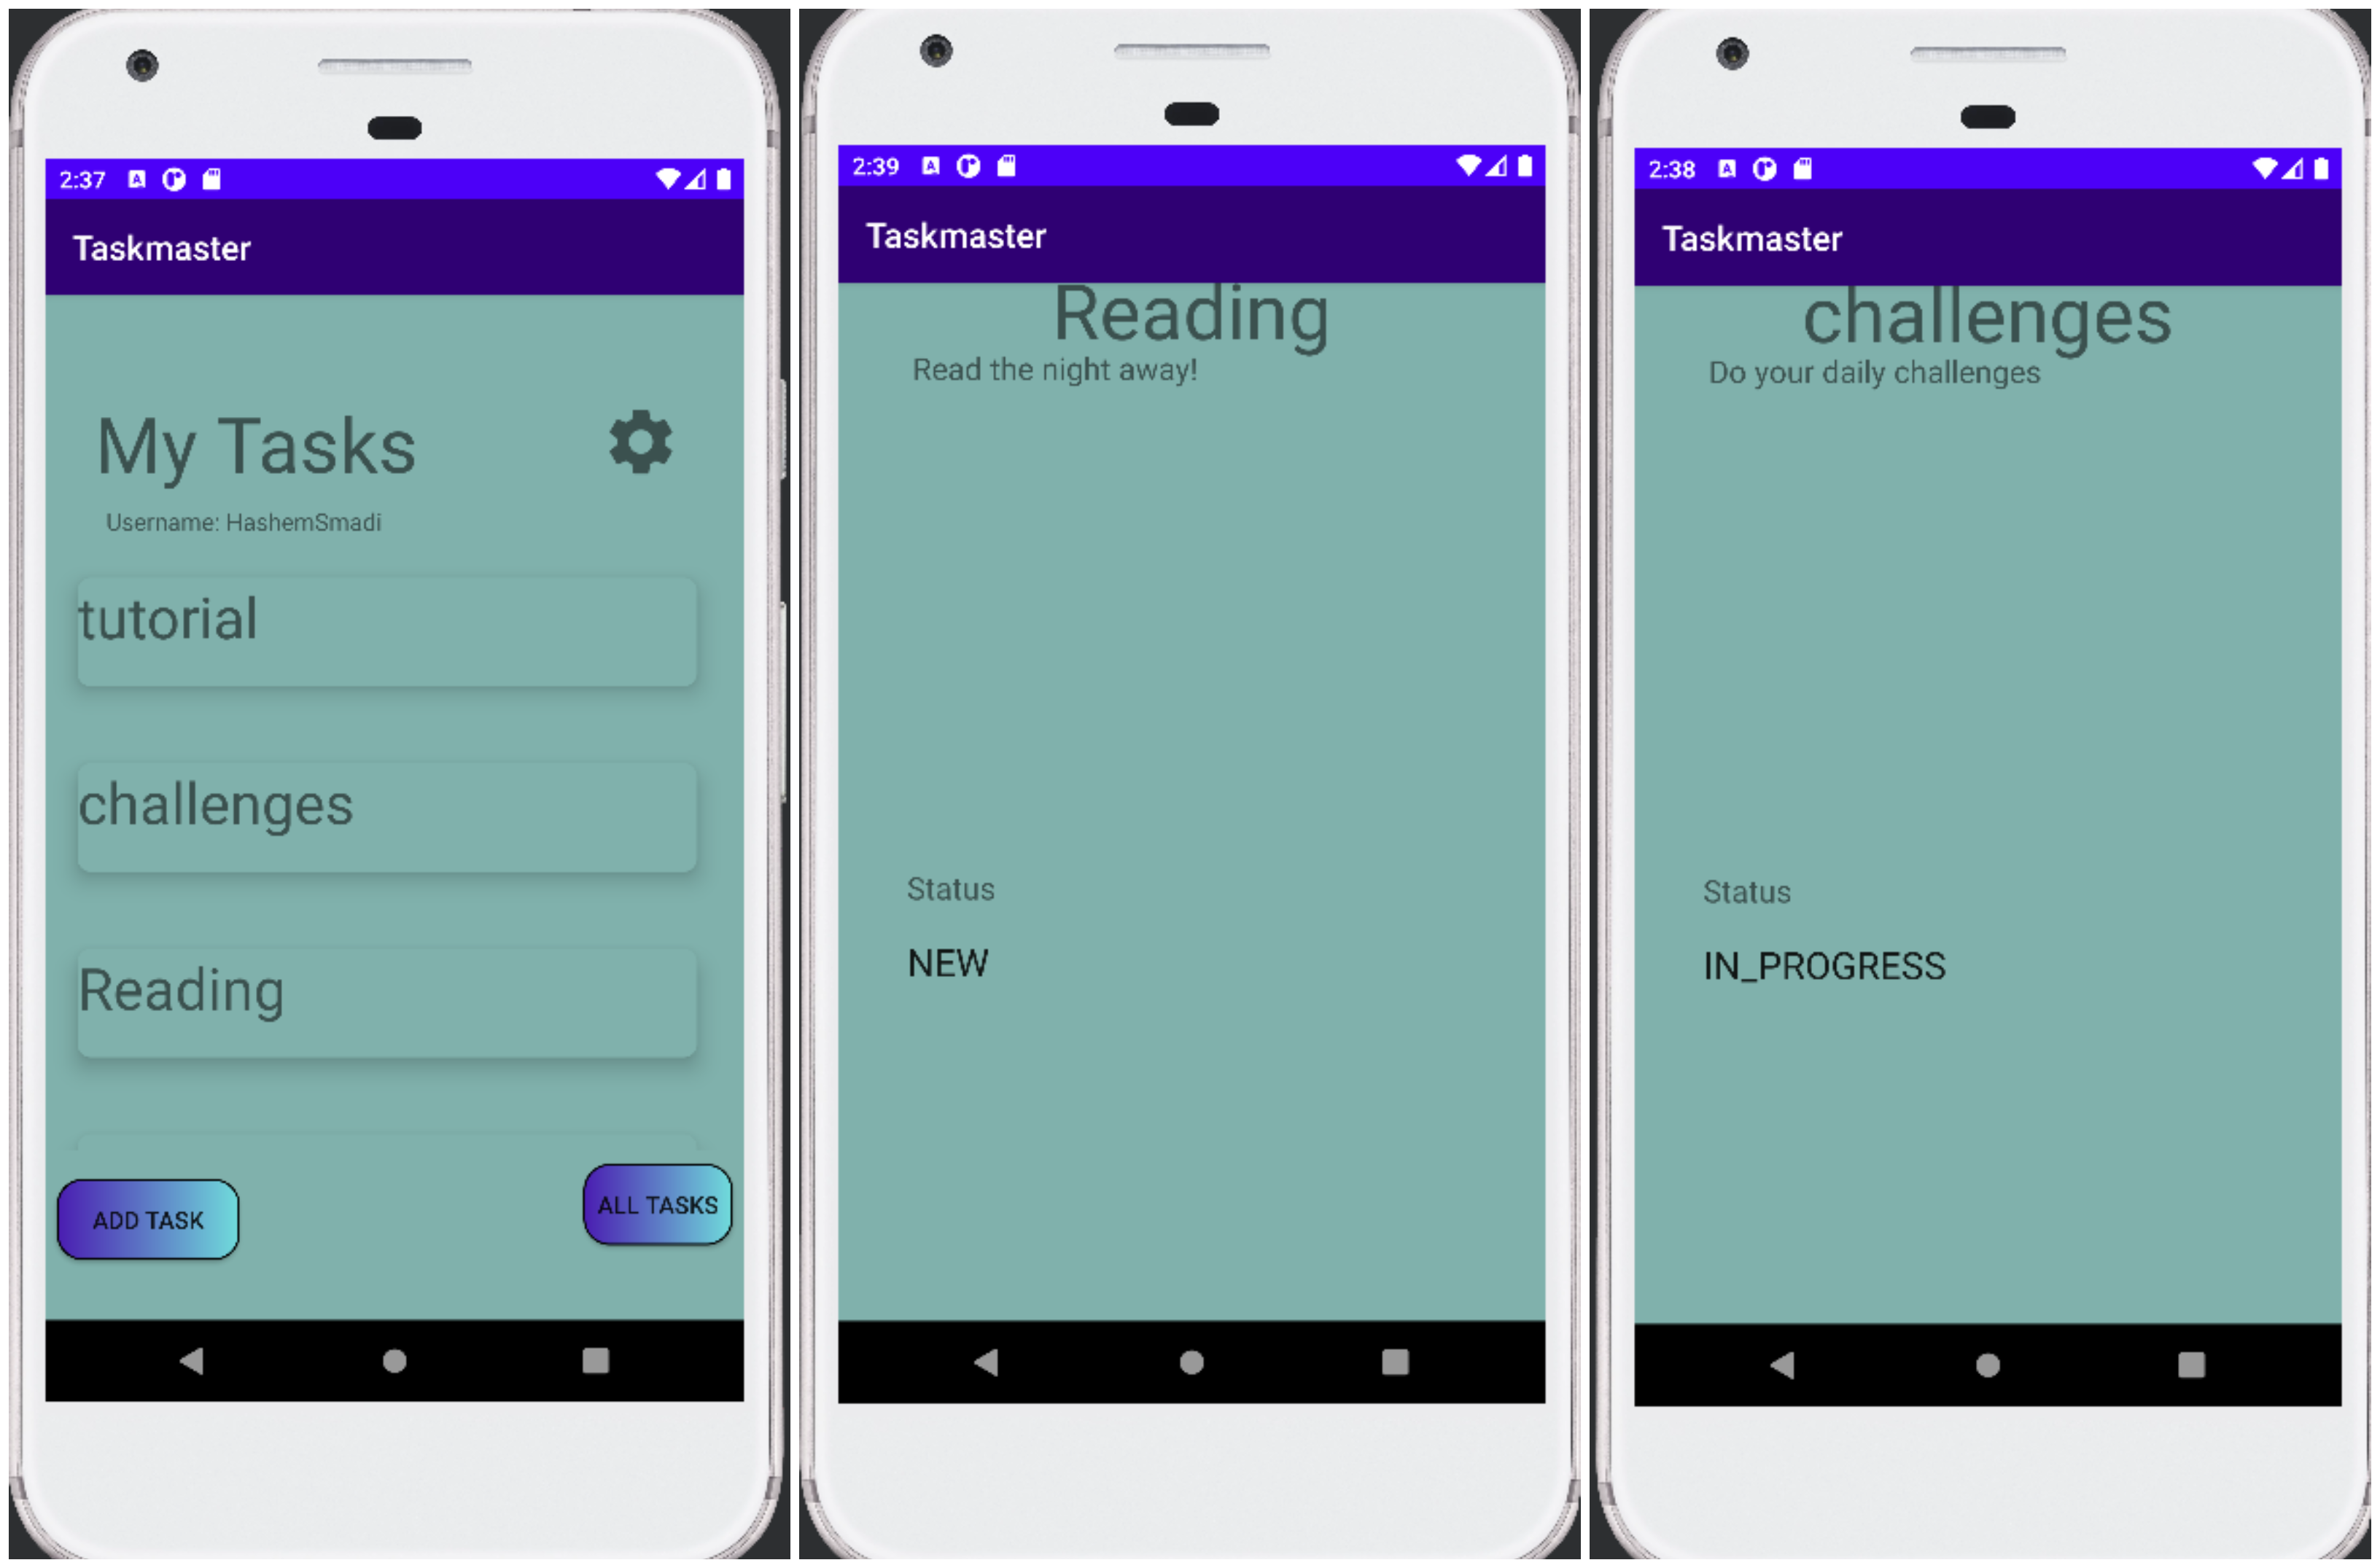 2:37
Taskmaster
My Tasks
Username: HashemSmadi
tutorial
challenges
Reading
ADD TASK
ALL TASKS
2:39
Taskmaster
Reading
Read the night away!
Status
NEW
2:38
Taskmaster
challenges
Do your daily challenges
Status
IN_PROGRESS